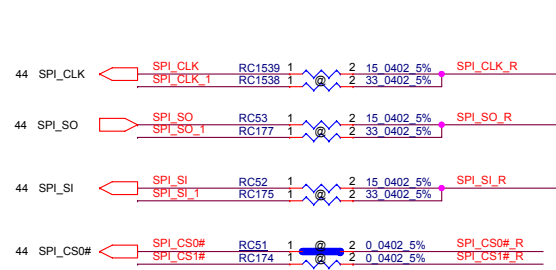 44 SPI_CLK SPI_CLK RC1539 1 2 15_0402_5% SPI_CLK_R
SPI_CLK_1 RC1538 1 @ 2 33_0402_5%
44 SPI_SO SPI_SO RC53 1 2 15_0402_5% SPI_SO_R
SPI_SO_1 RC177 1 @ 2 33_0402_5%
44 SPI_SI SPI_SI RC52 1 2 15_0402_5% SPI_SI_R
SPI_SI_1 RC175 1 @ 2 33_0402_5%
44 SPI_CS0# SPI_CS0# RC51 1 @ 2 0_0402_5% SPI_CS0#_R
SPI_CS1# RC174 1 @ 2 0_0402_5% SPI_CS1#_R